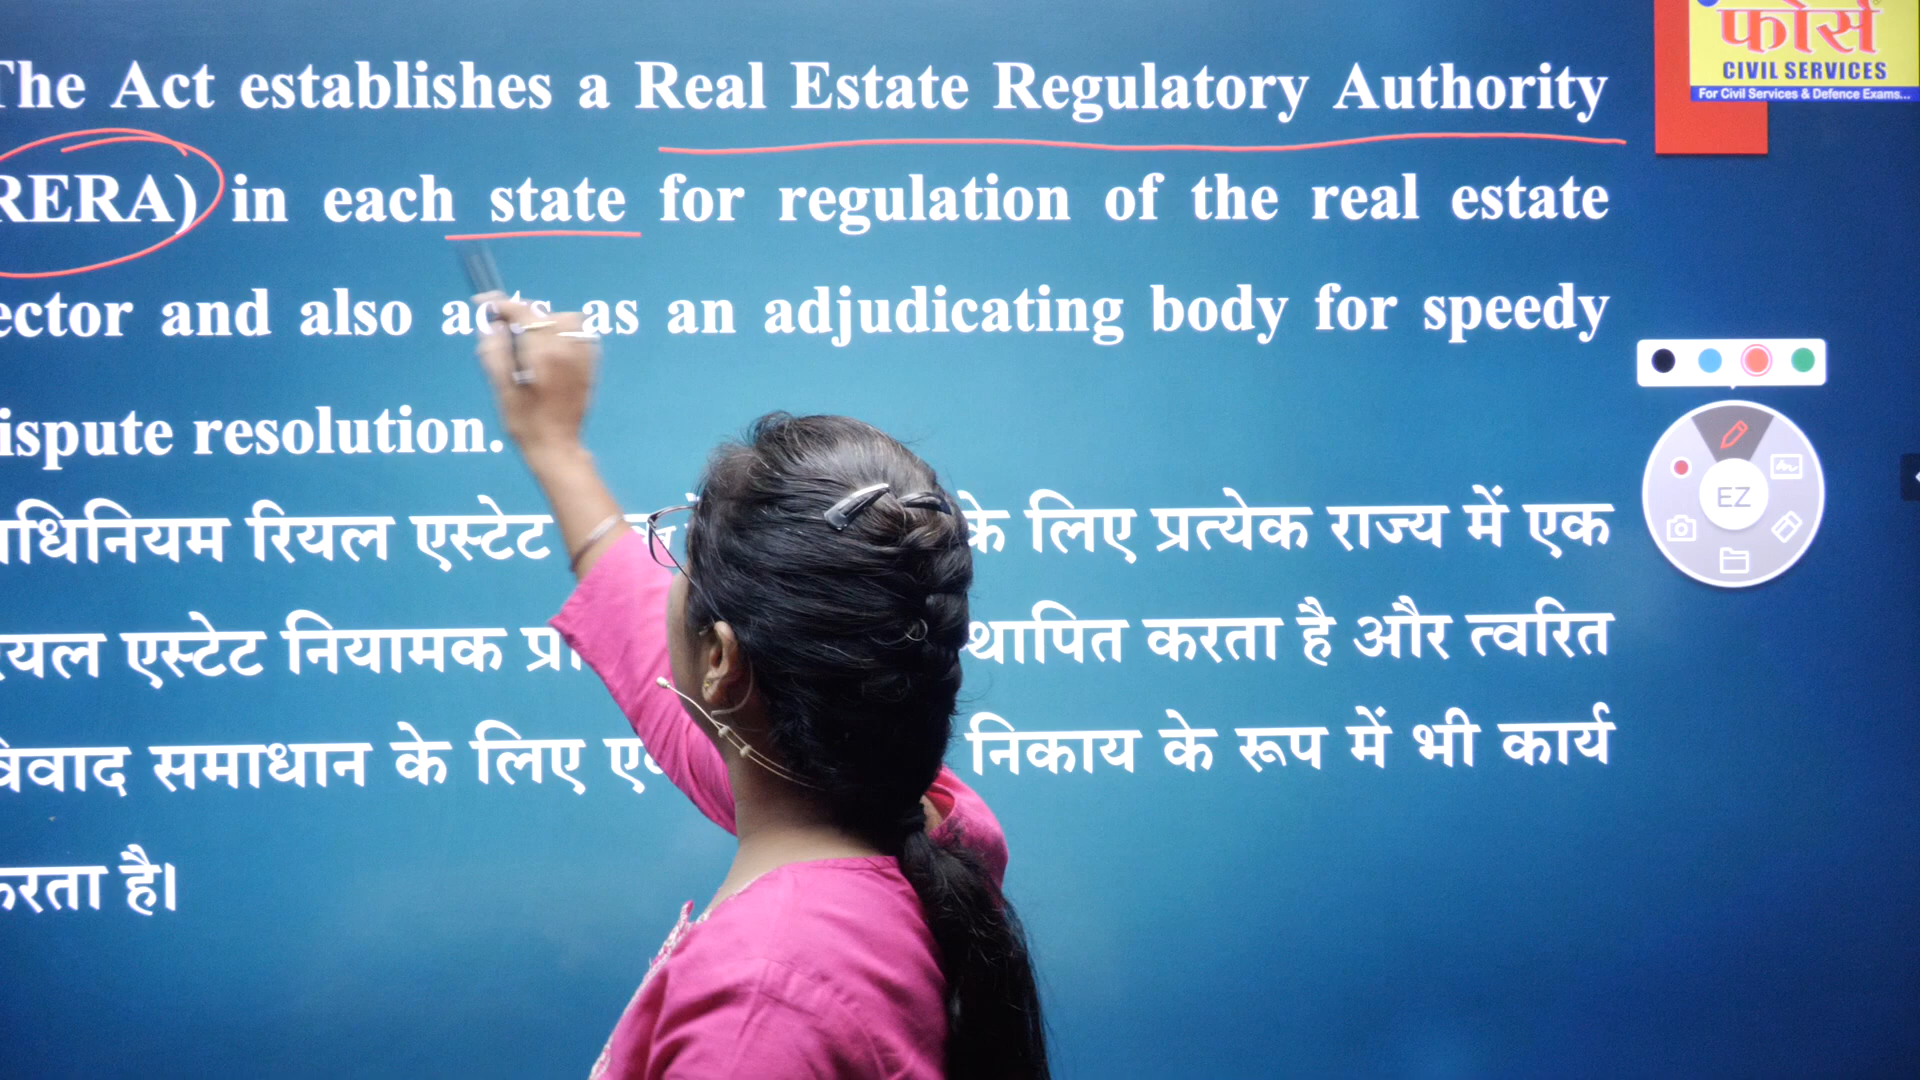 The Act establishes a Real Estate Regulatory Authority
RERA) in each state for regulation of the real estate
ector and also acts as an adjudicating body for speedy
ispute resolution.
धिनियम रियल एस्टेट के लिए प्रत्येक राज्य में एक
यल एस्टेट नियामक थापित करता है और त्वरित
विवाद समाधान के लिए निकाय के रूप में भी कार्य
करता है।
फोर्स
CIVIL SERVICES
For Civil Services & Defence Exams...
EZ